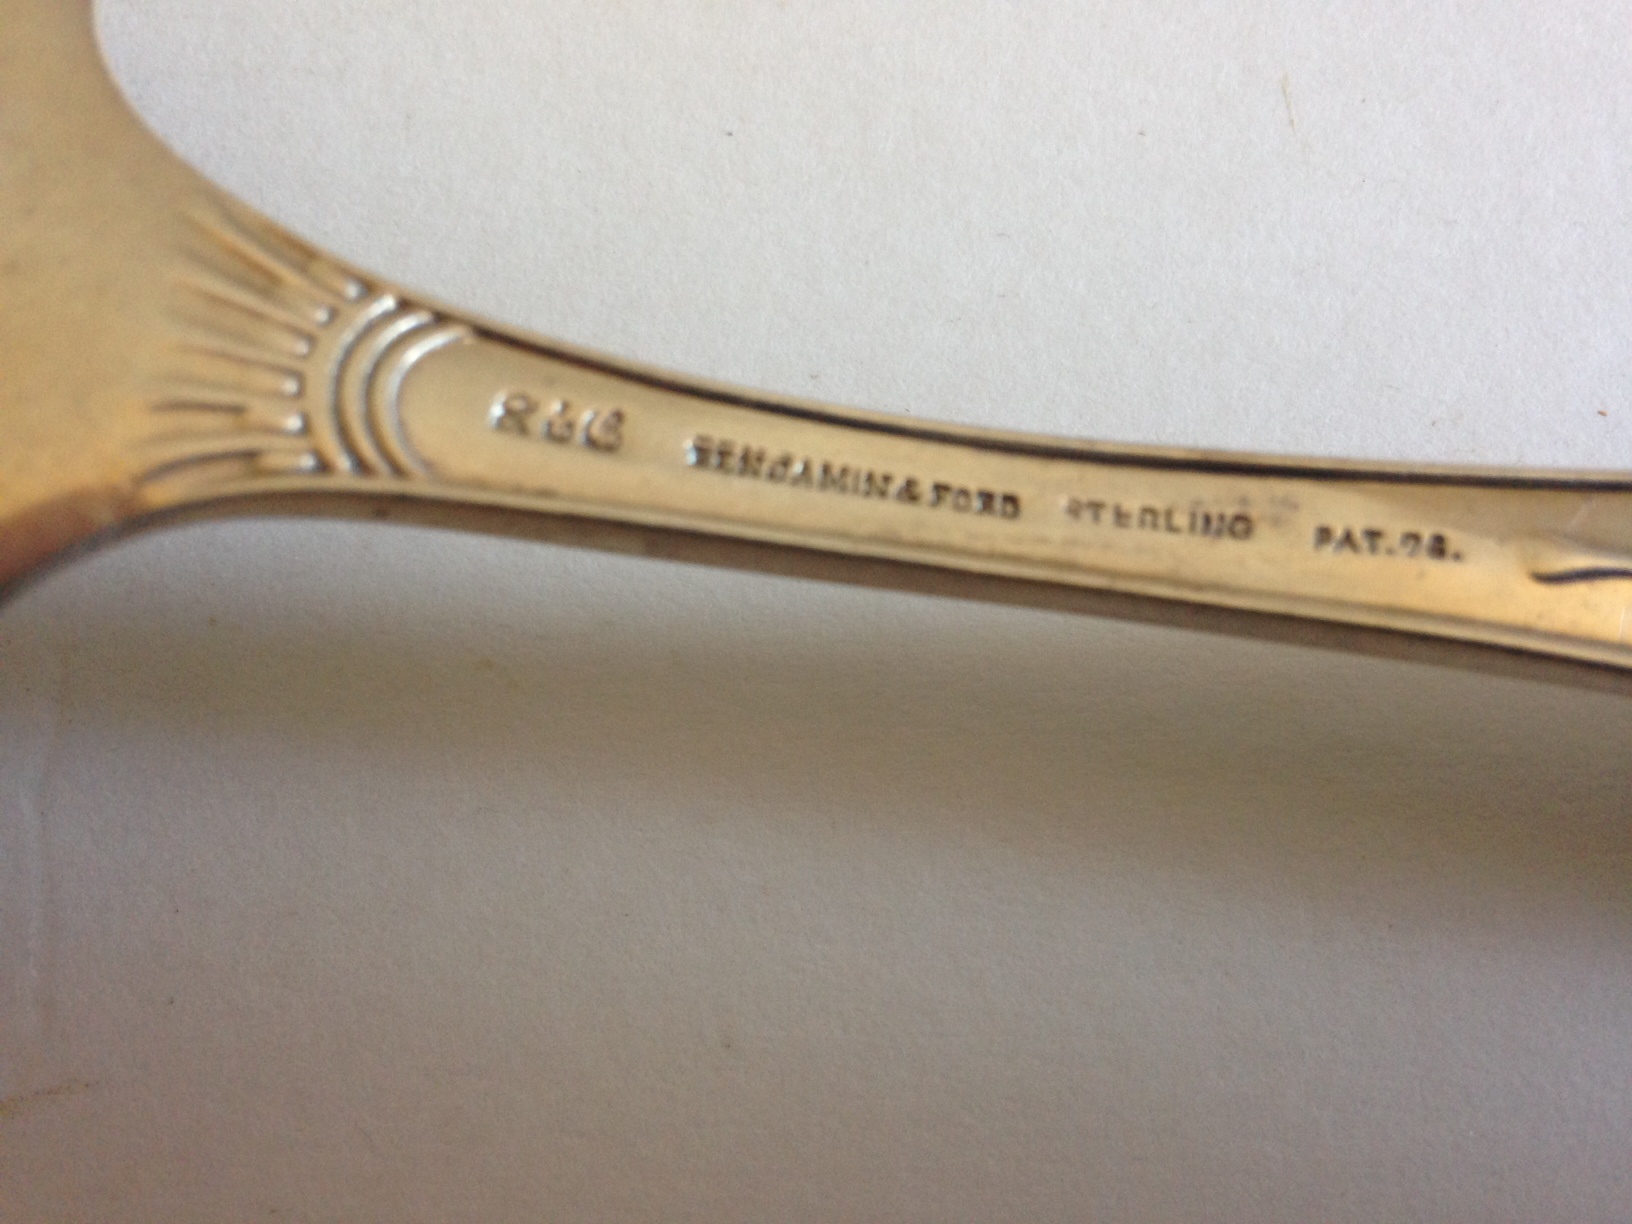 BENJAMIN & FORD STERLING PAT. 78.